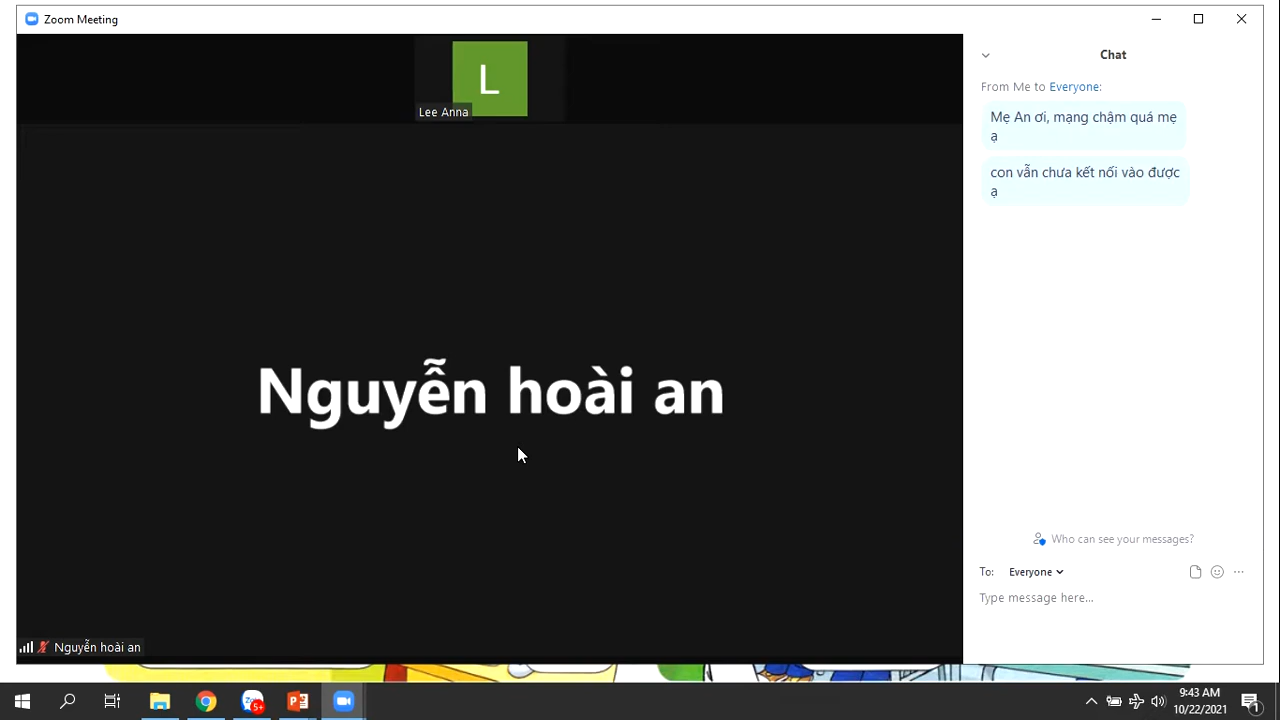 Zoom Meeting
L
Lee Anna
Nguyễn hoài an
Nguyễn hoài an
Chat
From Me to Everyone:
Mẹ An ơi, mạng chậm quá mẹ
ạ
con vẫn chưa kết nối vào được
ạ
Who can see your messages?
To: Everyone
Type message here...
5+
9:43 AM
10/22/2021
1